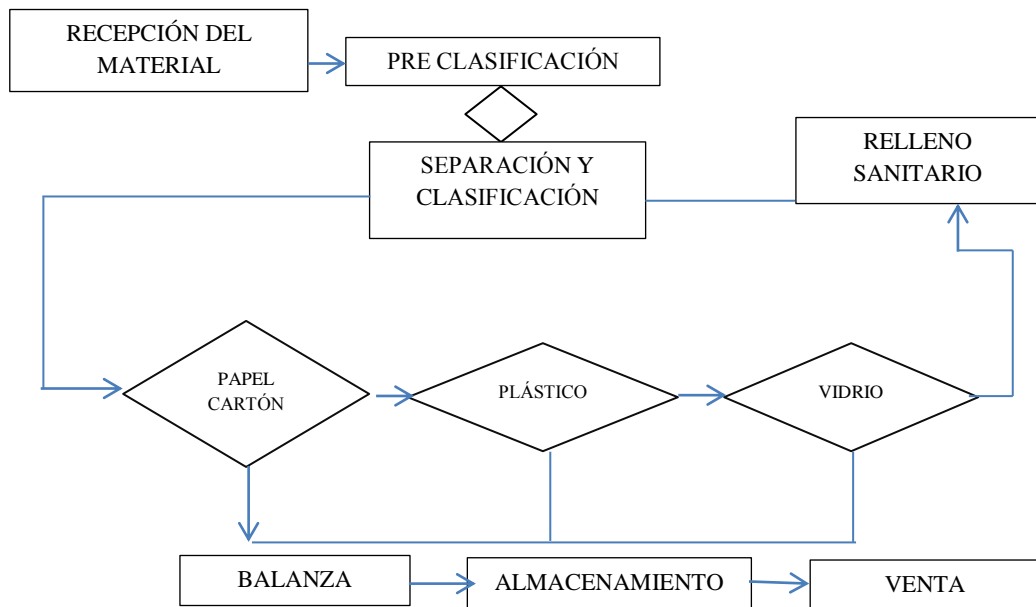 RECEPCIÓN DEL
MATERIAL
PRE CLASIFICACIÓN
SEPARACIÓN Y
CLASIFICACIÓN
RELLENO
SANITARIO
PAPEL
CARTÓN
PLÁSTICO
VIDRIO
BALANZA
ALMACENAMIENTO
VENTA